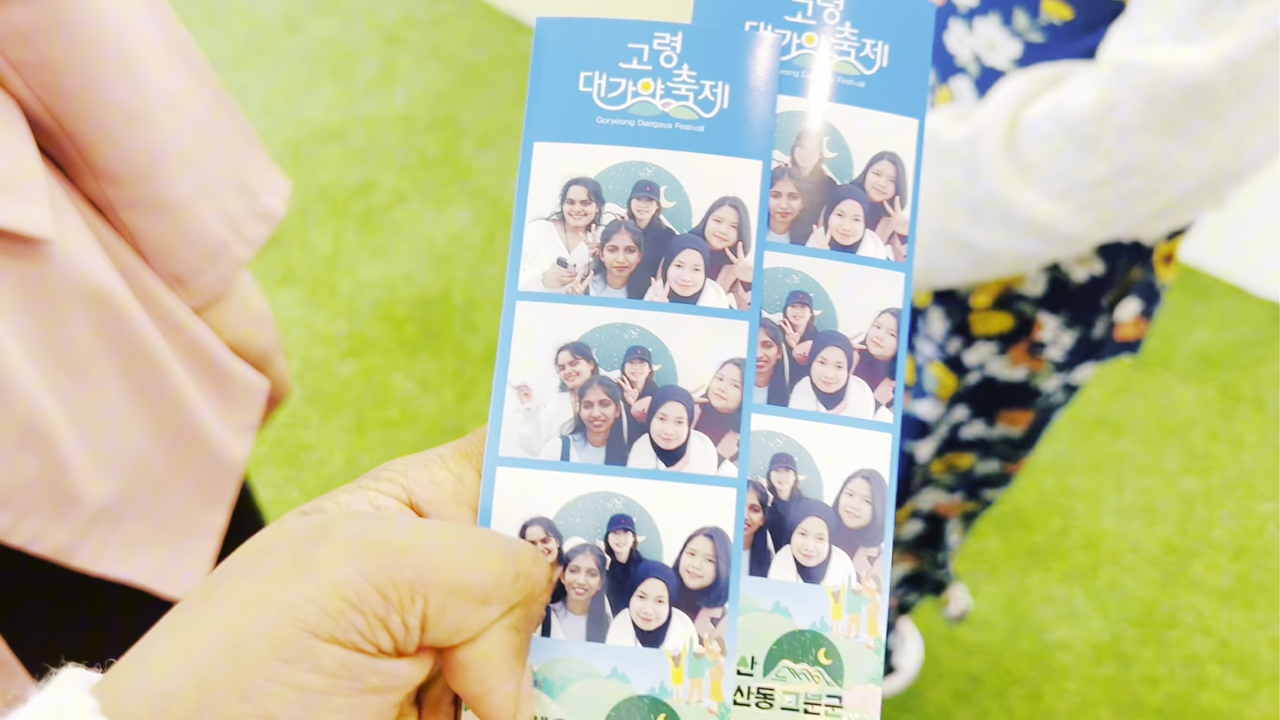 고령
대가야축제
Goryeong Daegaya Festival
고령
대가야축제
Daegaya Festival
산동 고분군